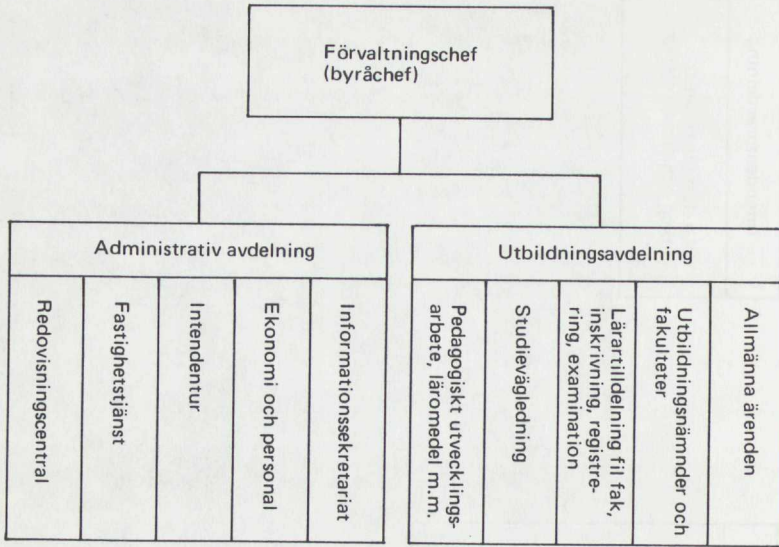 Förvaltningschef
(byråchef)
Administrativ avdelning
Redovisningscentral
Fastighetstjänst
Intendentur
Ekonomi och personal
Informationssekretariat
Utbildningsavdelning
Pedagogiskt utvecklings-
arbete, läromedel m.m.
Studievägledning
Lärartilldelning fil fak,
inskrivning, registre-
ring, examination
Utbildningsnämnder och
fakulteter
Allmänna ärenden